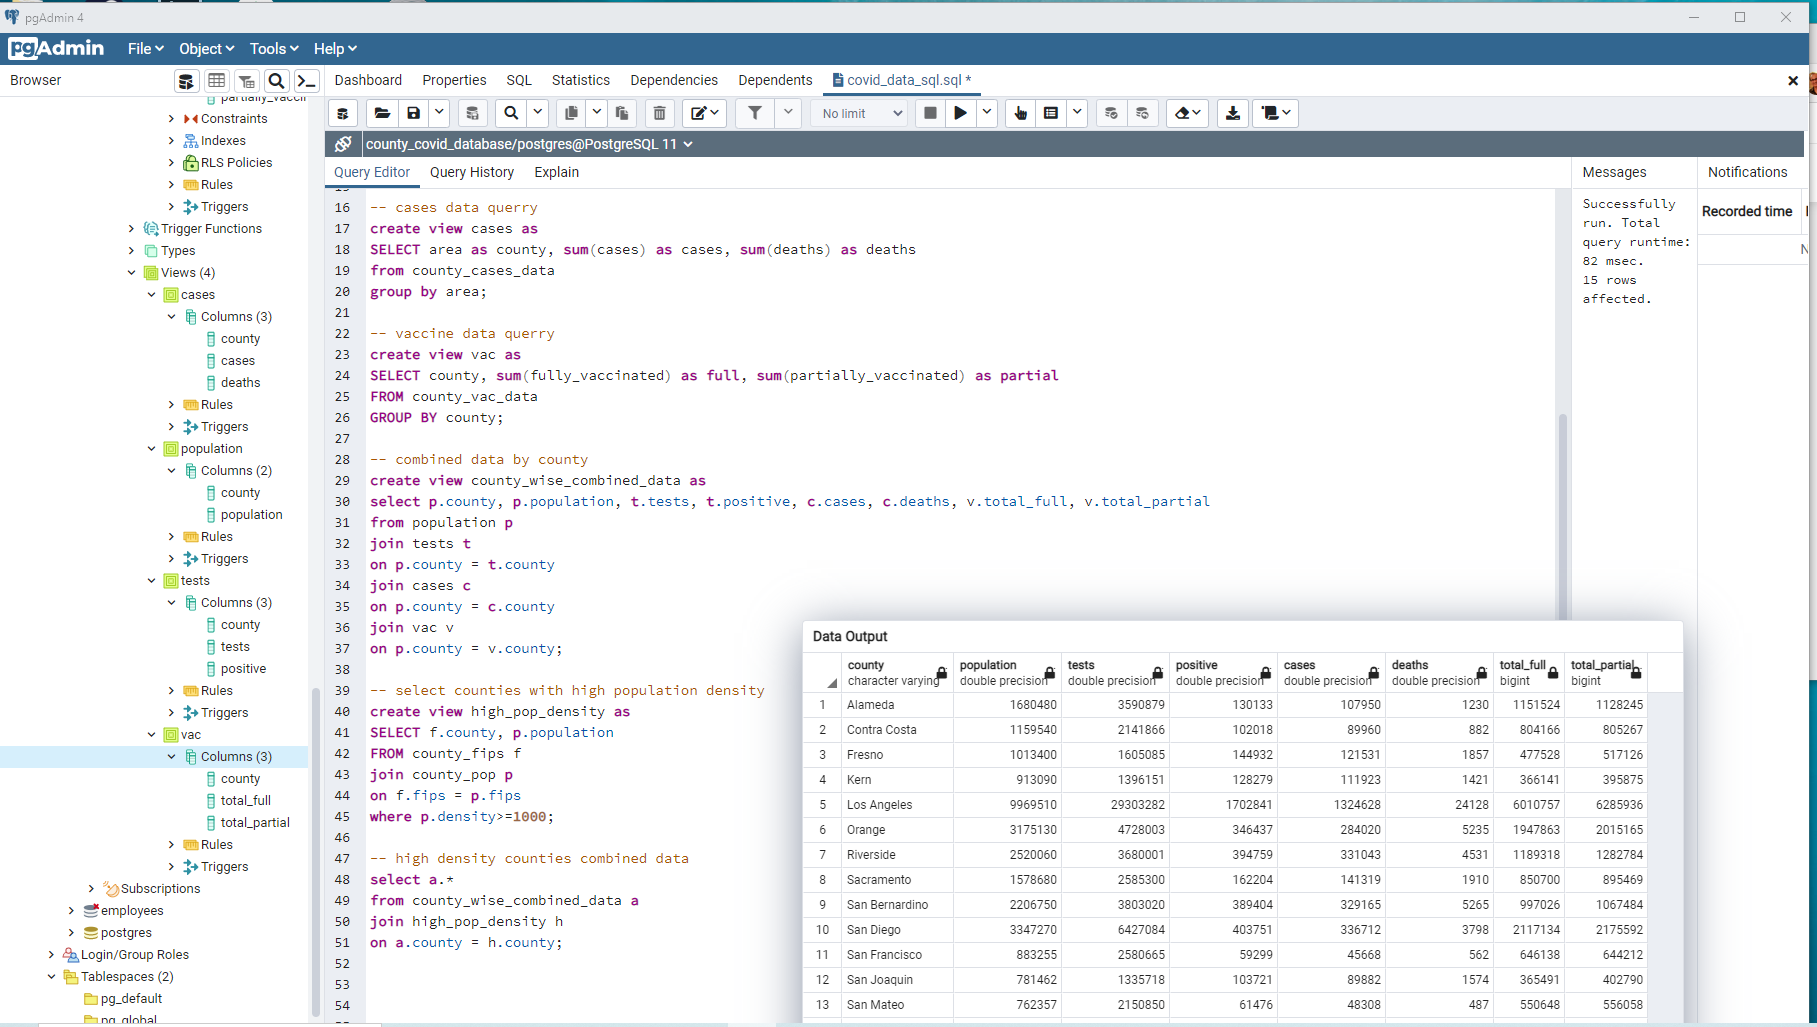 pgAdmin 4
pgAdmin File Object Tools Help
Browser
Dashboard Properties SQL Statistics Dependencies Dependents covid_data_sql.sql *
No limit
county_covid_database/postgres@PostgreSQL 11
Query Editor Query History Explain
Messages Notifications
Constraints
Indexes
RLS Policies
Rules
Triggers
Trigger Functions
Types
Views (4)
cases
Columns (3)
county
cases
deaths
Rules
Triggers
population
Columns (2)
county
population
Rules
Triggers
tests
Columns (3)
county
tests
positive
Rules
Triggers
vac
Columns (3)
county
total_full
total_partial
Rules
Triggers
Subscriptions
employees
postgres
Login/Group Roles
Tablespaces (2)
pg_default
pg_global
16 -- cases data querry
17 create view cases as
18 SELECT area as county, sum(cases) as cases, sum(deaths) as deaths
19 from county_cases_data
20 group by area;
21
22 -- vaccine data querry
23 create view vac as
24 SELECT county, sum(fully_vaccinated) as full, sum(partially_vaccinated) as partial
25 FROM county_vac_data
26 GROUP BY county;
27
28 -- combined data by county
29 create view county_wise_combined_data as
30 select p.county, p.population, t.tests, t.positive, c.cases, c.deaths, v.total_full, v.total_partial
31 from population p
32 join tests t
33 on p.county = t.county
34 join cases c
35 on p.county = c.county
36 join vac v
37 on p.county = v.county;
38
39 -- select counties with high population density
40 create view high_pop_density as
41 SELECT f.county, p.population
42 FROM county_fips f
43 join county_pop p
44 on f.fips = p.fips
45 where p.density>=1000;
46
47 -- high density counties combined data
48 select a.*
49 from county_wise_combined_data a
50 join high_pop_density h
51 on a.county = h.county;
52
53
54
Successfully
run. Total
query runtime:
82 msec.
15 rows
affected.
Recorded time
Data Output
county population tests positive cases deaths total_full total_partial
character varying double precision double precision double precision double precision double precision bigint bigint
1 Alameda 1680480 3590879 130133 107950 1230 1151524 1128245
2 Contra Costa 1159540 2141866 102018 89960 882 804166 805267
3 Fresno 1013400 1605085 144932 121531 1857 477528 517126
4 Kern 913090 1396151 128279 111923 1421 366141 395875
5 Los Angeles 9969510 29303282 1702841 1324628 24128 6010757 6285936
6 Orange 3175130 4728003 346437 284020 5235 1947863 2015165
7 Riverside 2520060 3680001 394759 331043 4531 1189318 1282784
8 Sacramento 1578680 2585300 162204 141319 1910 850700 895469
9 San Bernardino 2206750 3803020 389404 329165 5265 997026 1067484
10 San Diego 3347270 6427084 403751 336712 3798 2117134 2175592
11 San Francisco 883255 2580665 59299 45668 562 646138 644212
12 San Joaquin 781462 1335718 103721 89882 1574 365491 402790
13 San Mateo 762357 2150850 61476 48308 487 550648 556058